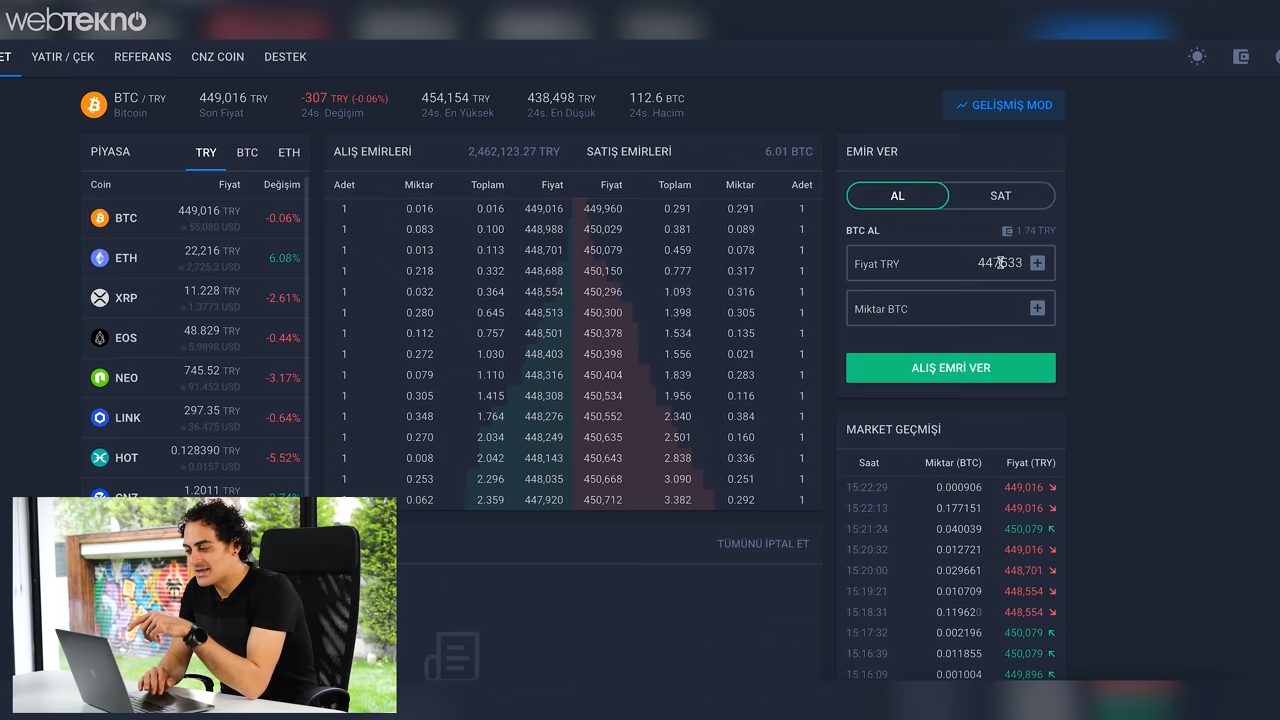 webTEKNO
ET YATIR / ÇEK REFERANS CNZ COIN DESTEK
BTC / TRY 449,016 TRY -307 TRY (-0.06%) 454,154 TRY 438,498 TRY 112.6 BTC
Bitcoin Son Fiyat 24s. Değişim 24s. En Yüksek 24s. En Düşük 24s. Hacim
GELİŞMİŞ MOD
PİYASA TRY BTC ETH
Coin Fiyat Değişim
BTC 449,016 TRY -0.06%
≈ 55,080 USD
ETH 22,216 TRY 6.08%
≈ 2,725.2 USD
XRP 11.228 TRY -2.61%
≈ 1.3773 USD
EOS 48.829 TRY -0.44%
≈ 5.9898 USD
NEO 745.52 TRY -3.17%
≈ 91.452 USD
LINK 297.35 TRY -0.64%
≈ 36.475 USD
HOT 0.128390 TRY -5.52%
≈ 0.0157 USD
CNZ 1.2011 TRY
ALIŞ EMİRLERİ 2,462,123.27 TRY SATIŞ EMİRLERİ 6.01 BTC
Adet Miktar Toplam Fiyat Fiyat Toplam Miktar Adet
1 0.016 0.016 449,016 449,960 0.291 0.291 1
1 0.083 0.100 448,988 450,029 0.381 0.089 1
1 0.013 0.113 448,701 450,079 0.459 0.078 1
1 0.218 0.332 448,688 450,150 0.777 0.317 1
1 0.032 0.364 448,554 450,296 1.093 0.316 1
1 0.280 0.645 448,513 450,300 1.398 0.305 1
1 0.112 0.757 448,501 450,378 1.534 0.135 1
1 0.272 1.030 448,403 450,398 1.556 0.021 1
1 0.079 1.110 448,316 450,404 1.839 0.283 1
1 0.305 1.415 448,308 450,534 1.956 0.116 1
1 0.348 1.764 448,276 450,552 2.340 0.384 1
1 0.270 2.034 448,249 450,635 2.501 0.160 1
1 0.008 2.042 448,143 450,643 2.838 0.336 1
1 0.253 2.296 448,035 450,668 3.090 0.251 1
0.062 2.359 447,920 450,712 3.382 0.292 1
TÜMÜNÜ İPTAL ET
EMİR VER
AL SAT
BTC AL 1.74 TRY
Fiyat TRY
Miktar BTC
ALIŞ EMRİ VER
MARKET GEÇMİŞİ
Saat Miktar (BTC) Fiyat (TRY)
15:22:29 0.000906 449,016
15:22:13 0.177151 449,016
15:21:24 0.040039 450,079
15:20:32 0.012721 449,016
15:20:00 0.029661 448,701
15:19:21 0.010709 448,554
15:18:31 0.119620 448,554
15:17:32 0.002196 450,079
15:16:39 0.011855 450,079
15:16:09 0.001004 449,896